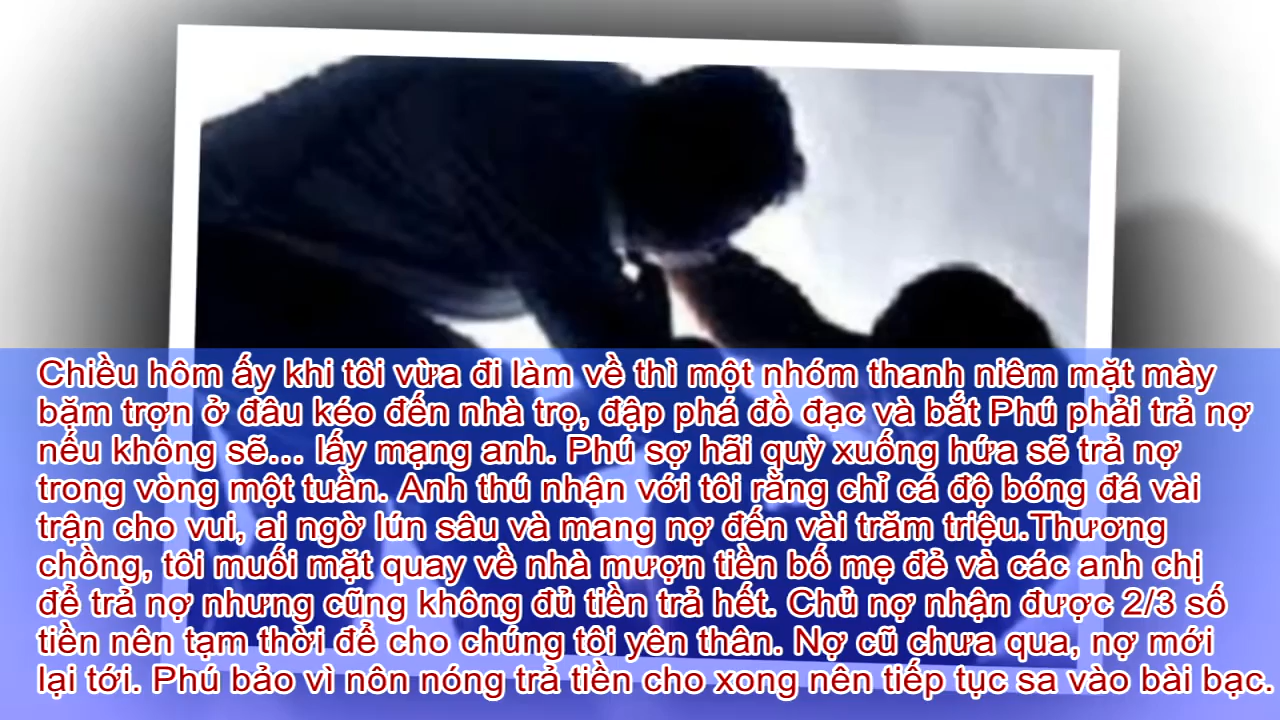 Chiều hôm ấy khi tôi vừa đi làm về thì một nhóm thanh niêm mặt mày
bặm trợn ở đâu kéo đến nhà trọ, đập phá đồ đạc và bắt Phú phải trả nợ
nếu không sẽ... lấy mạng anh. Phú sợ hãi quỳ xuống hứa sẽ trả nợ
trong vòng một tuần. Anh thú nhận với tôi rằng chỉ cá độ bóng đá vài
trận cho vui, ai ngờ lún sâu và mang nợ đến vài trăm triệu.Thương
chồng, tôi muối mặt quay về nhà mượn tiền bố mẹ đẻ và các anh chị
để trả nợ nhưng cũng không đủ tiền trả hết. Chủ nợ nhận được 2/3 số
tiền nên tạm thời để cho chúng tôi yên thân. Nợ cũ chưa qua, nợ mới
lại tới. Phú bảo vì nôn nóng trả tiền cho xong nên tiếp tục sa vào bài bạc.